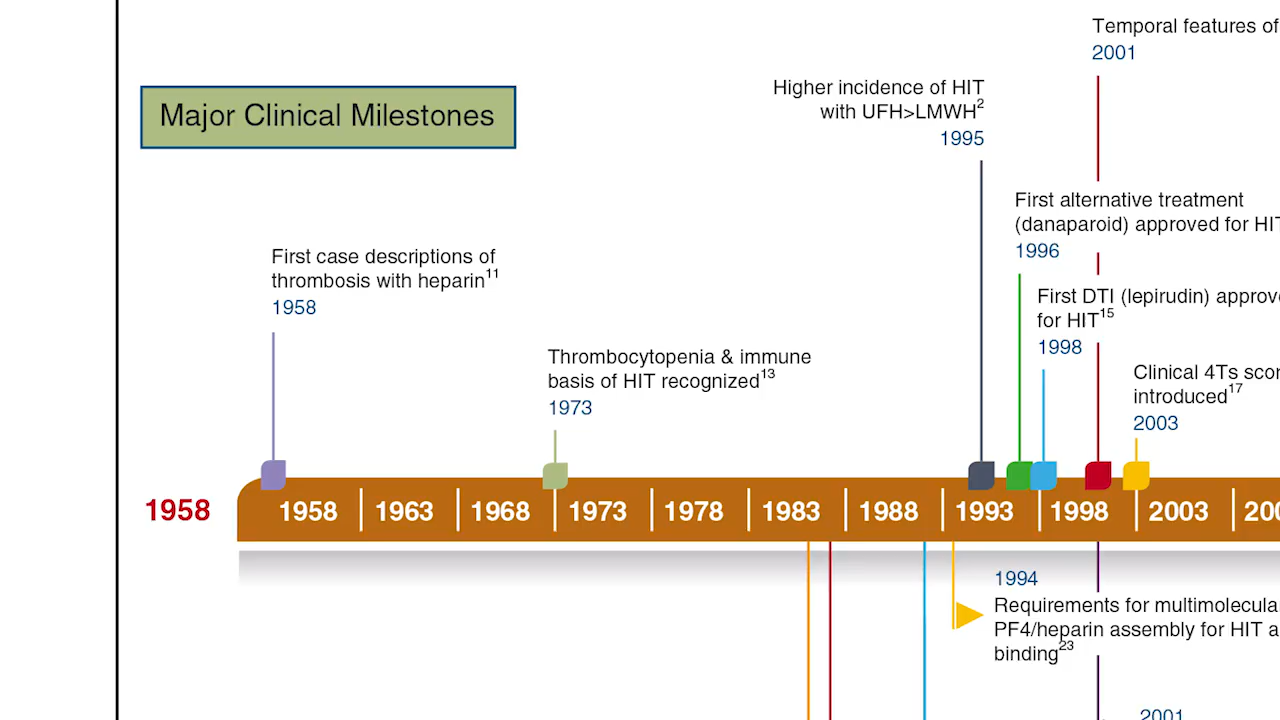 Temporal features of
2001
Higher incidence of HIT
with UFH>LMWH2
1995
Major Clinical Milestones
First alternative treatment
(danaparoid) approved for HIT
1996
First case descriptions of
thrombosis with heparin11
1958
First DTI (lepirudin)
for HIT15
1998
Thrombocytopenia & immune
basis of HIT recognized13
1973
Clinical 4Ts
introduced17
2003
1958
1958 1963 1968 1973 1978 1983 1988 1993 1998 2003
1994
Requirements for
PF4/heparin assembly for HIT
binding23
2001